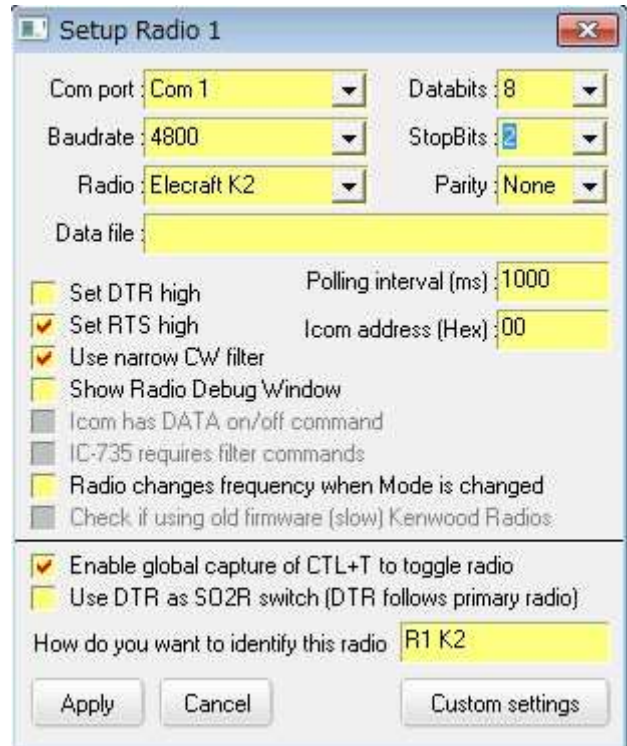 Setup Radio 1
Com port : Com 1 Databits : 8
Baudrate : 4800 StopBits : 2
Radio : Elecraft K2 Parity : None
Data file :
Polling interval (ms) : 1000
Set DTR high
Set RTS high Icom address (Hex) : 00
Use narrow CW filter
Show Radio Debug Window
Icom has DATA on/off command
IC-735 requires filter commands
Radio changes frequency when Mode is changed
Check if using old firmware (slow) Kenwood Radios
Enable global capture of CTL+T to toggle radio
Use DTR as SO2R switch (DTR follows primary radio)
How do you want to identify this radio R1 K2
Apply Cancel Custom settings